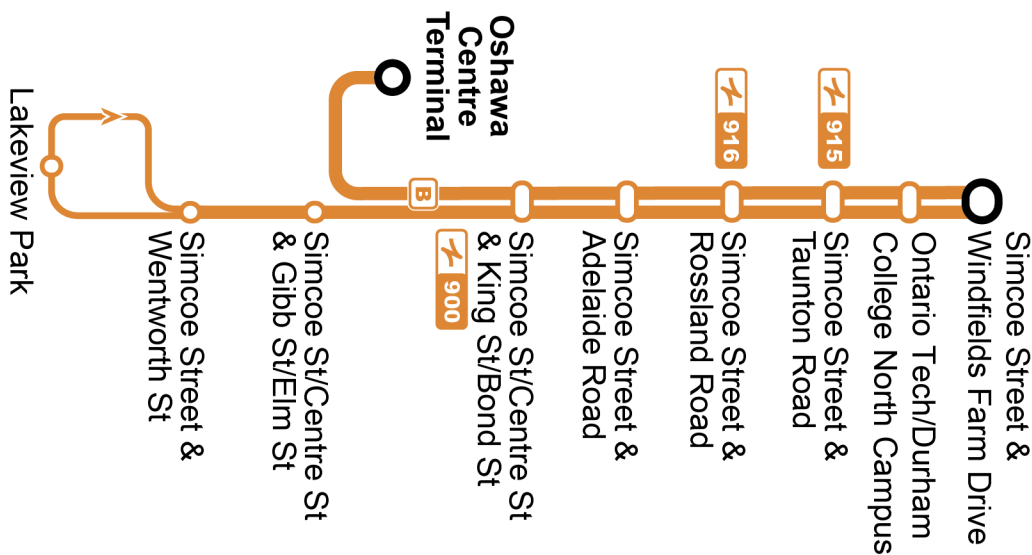 Simcoe Street &
Windfields Farm Drive
Ontario Tech/Durham
College North Campus
915
Simcoe Street &
Taunton Road
916
Simcoe Street &
Rossland Road
Simcoe Street &
Adelaide Road
Simcoe St/Centre St
& King St/Bond St
900
B
Oshawa
Centre
Terminal
Simcoe St/Centre St
& Gibb St/Elm St
Simcoe Street &
Wentworth St
Lakeview Park